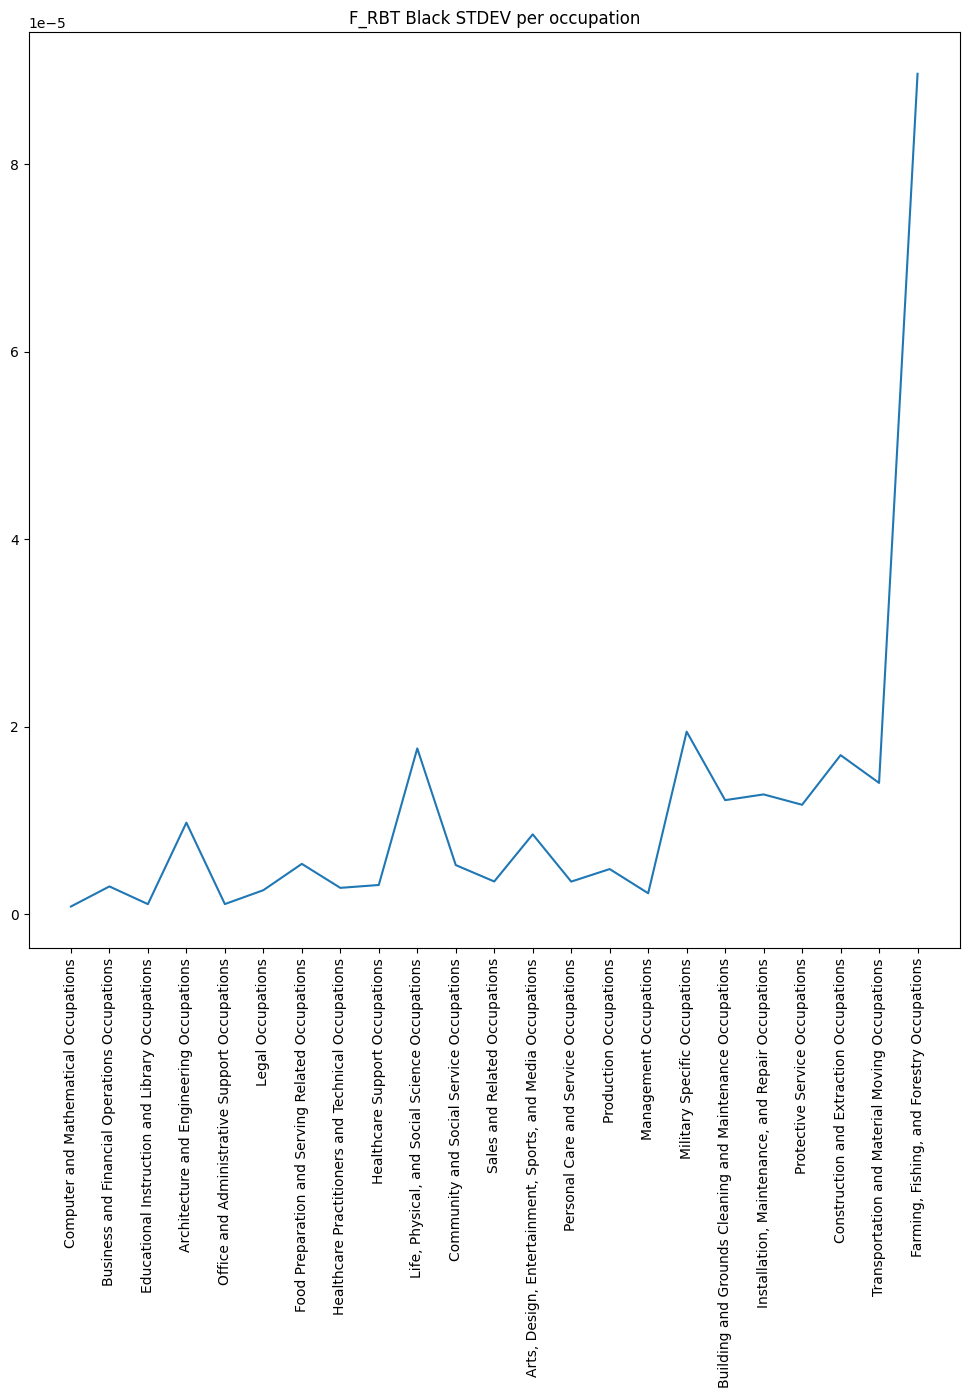 F_RBT Black STDEV per occupation
1e−5
8
6
4
2
0
Computer and Mathematical Occupations
Business and Financial Operations Occupations
Educational Instruction and Library Occupations
Architecture and Engineering Occupations
Office and Administrative Support Occupations
Legal Occupations
Food Preparation and Serving Related Occupations
Healthcare Practitioners and Technical Occupations
Healthcare Support Occupations
Life, Physical, and Social Science Occupations
Community and Social Service Occupations
Sales and Related Occupations
Arts, Design, Entertainment, Sports, and Media Occupations
Personal Care and Service Occupations
Production Occupations
Management Occupations
Military Specific Occupations
Building and Grounds Cleaning and Maintenance Occupations
Installation, Maintenance, and Repair Occupations
Protective Service Occupations
Construction and Extraction Occupations
Transportation and Material Moving Occupations
Farming, Fishing, and Forestry Occupations